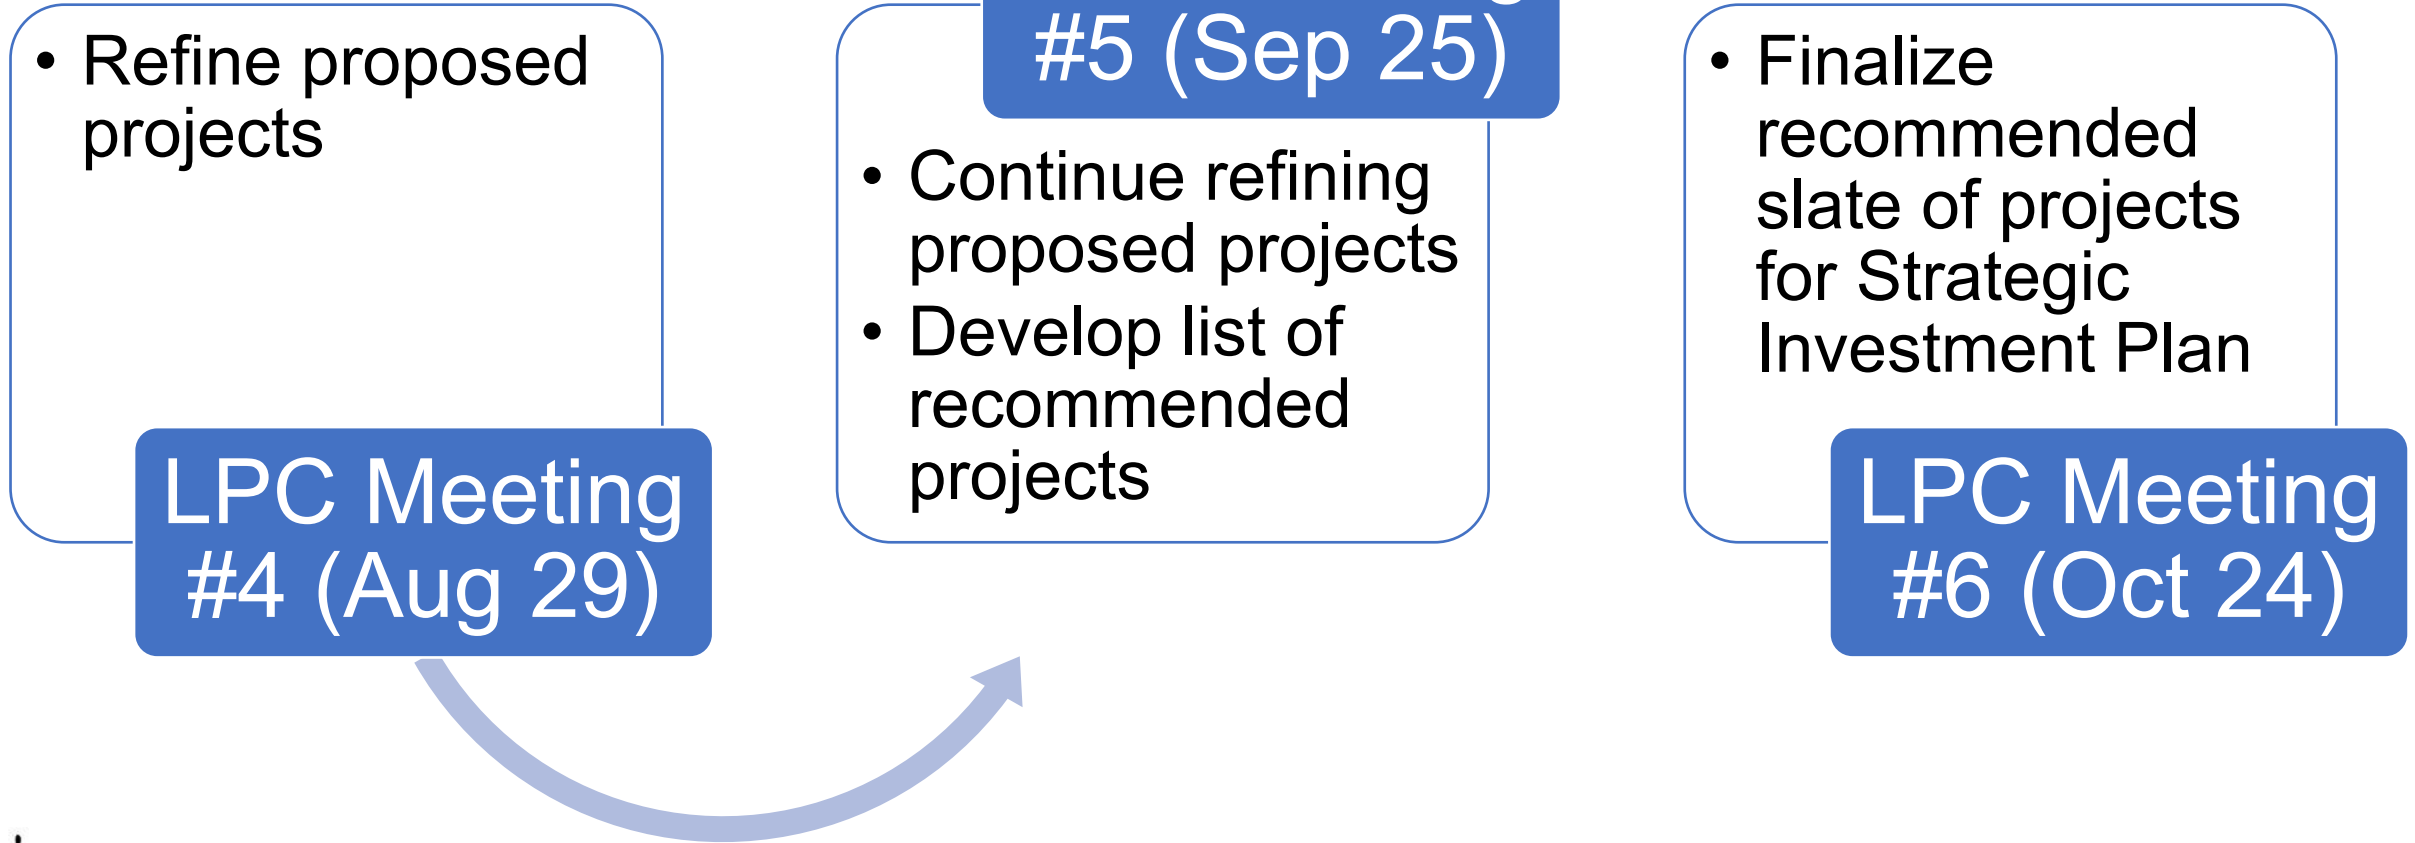 • Refine proposed
projects
LPC Meeting
#4 (Aug 29)
#5 (Sep 25)
• Continue refining
proposed projects
• Develop list of
recommended
projects
• Finalize
recommended
slate of projects
for Strategic
Investment Plan
LPC Meeting
#6 (Oct 24)